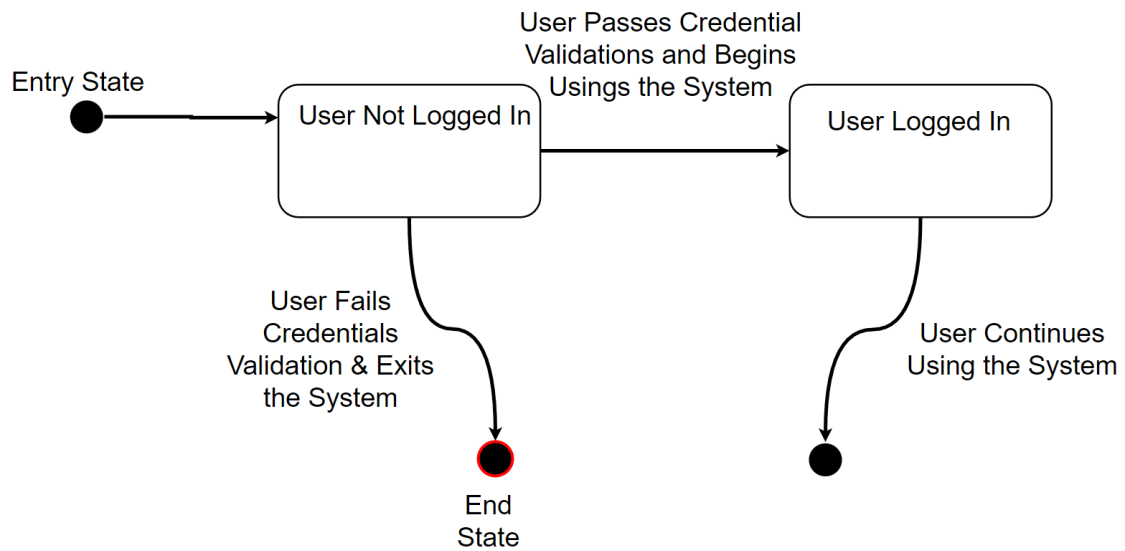 User Passes Credential
Validations and Begins
Usings the System
Entry State
User Not Logged In
User Logged In
User Fails
Credentials
Validation & Exits
the System
User Continues
Using the System
End
State